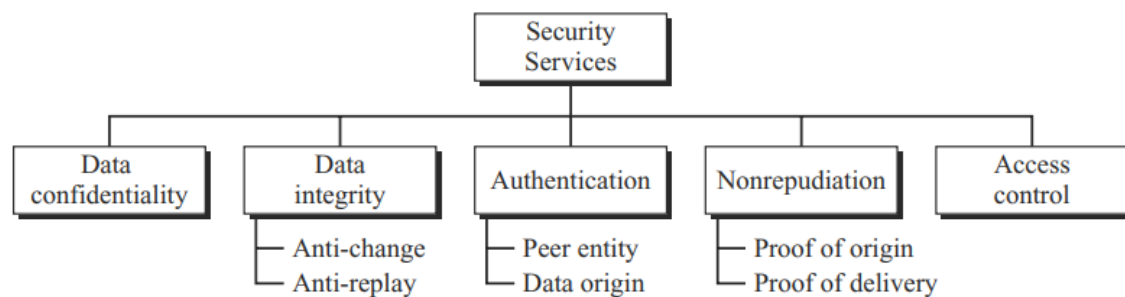 Security
Services
Data
confidentiality
Data
integrity
Authentication
Nonrepudiation
Access
control
Anti-change
Anti-replay
Peer entity
Data origin
Proof of origin
Proof of delivery